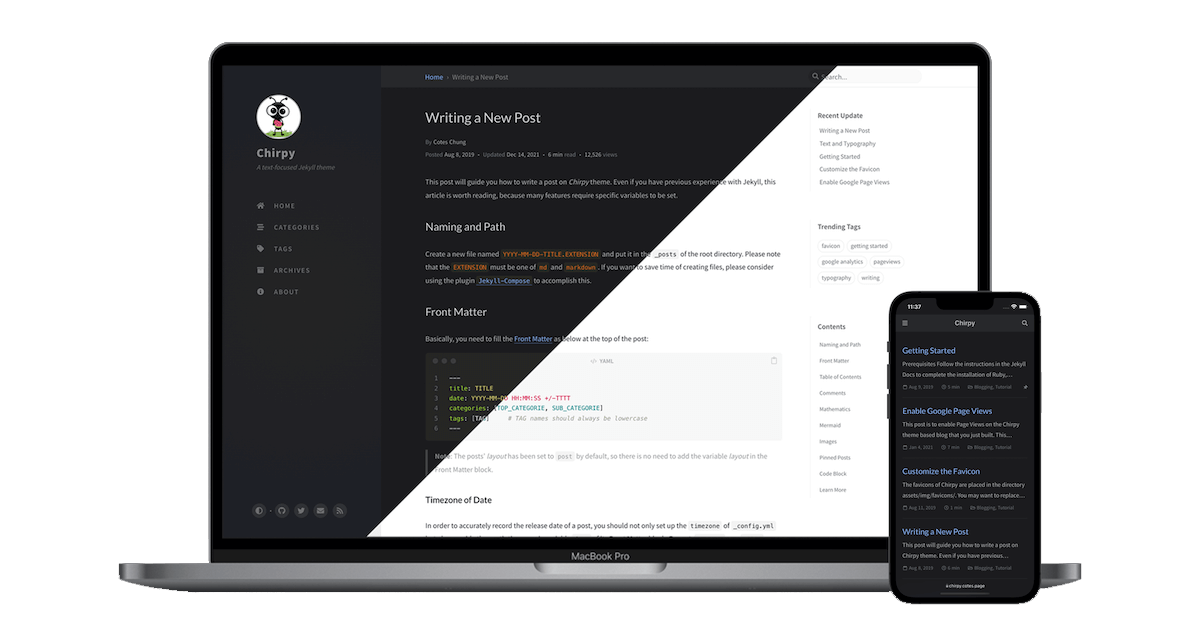 Chirpy
A text-focused Jekyll theme
HOME
CATEGORIES
TAGS
ARCHIVES
ABOUT
Home › Writing a New Post
Search...
Writing a New Post
By Cotes Chung
Posted Aug 8, 2019 • Updated Dec 14, 2021 • 6 min read • 12,526 views
This post will guide you how to write a post on Chirpy theme. Even if you have previous experience with Jekyll, this
article is worth reading, because many features require specific variables to be set.
Naming and Path
Create a new file named YYYY-MM-DD-TITLE.EXTENSION and put it in the _posts of the root directory. Please note
that the EXTENSION must be one of md and markdown. If you want to save time of creating files, please consider
using the plugin Jekyll-Compose to accomplish this.
Front Matter
Basically, you need to fill the Front Matter as below at the top of the post:
</> YAML
1 ---
2 title: TITLE
3 date: YYYY-MM-DD HH:MM:SS +/-TTTT
4 categories: [TOP_CATEGORIE, SUB_CATEGORIE]
5 tags: [TAG] # TAG names should always be lowercase
6 ---
Note: The posts' layout has been set to post by default, so there is no need to add the variable layout in the
Front Matter block.
Timezone of Date
In order to accurately record the release date of a post, you should not only set up the timezone of _config.yml
Recent Update
Writing a New Post
Text and Typography
Getting Started
Customize the Favicon
Enable Google Page Views
Trending Tags
favicon getting started
google analytics pageviews
typography writing
Contents
Naming and Path
Front Matter
Table of Contents
Comments
Mathematics
Mermaid
Images
Pinned Posts
Code Block
Learn More
MacBook Pro
11:37
Chirpy
Getting Started
Prerequisites Follow the instructions in the Jekyll
Docs to complete the installation of Ruby,...
Aug 9, 2019 3 min Blogging, Tutorial
Enable Google Page Views
This post is to enable Page Views on the Chirpy
theme based blog that you just built. This...
Jan 4, 2021 7 min Blogging, Tutorial
Customize the Favicon
The favicons of Chirpy are placed in the directory
assets/img/favicons/. You may want to replace...
Aug 11, 2019 1 min Blogging, Tutorial
Writing a New Post
This post will guide you how to write a post on
Chirpy theme. Even if you have previous...
Aug 8, 2019 6 min Blogging, Tutorial
chirpy.cotes.page